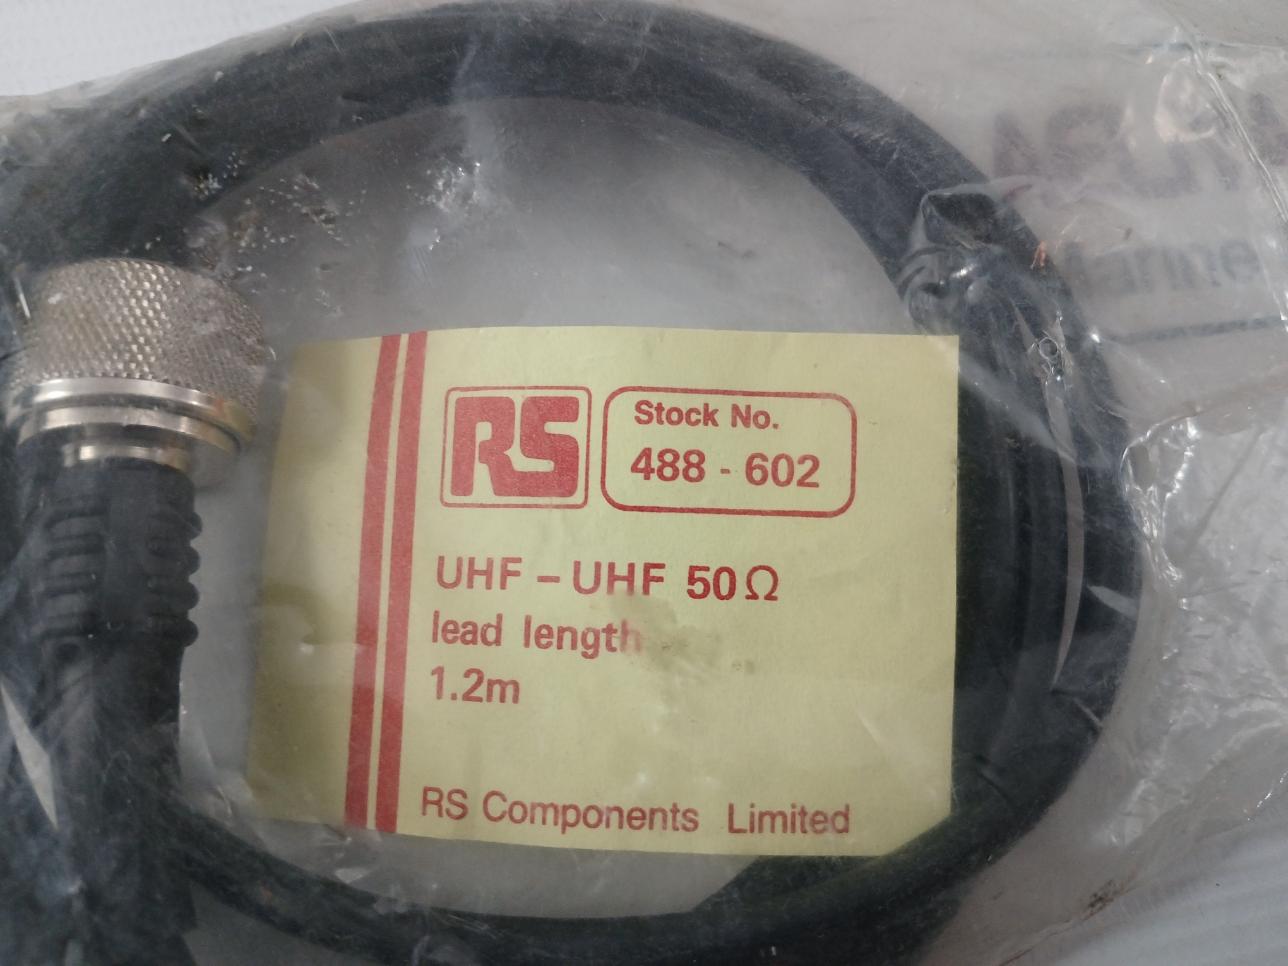 RS
Stock No.
488 - 602
UHF – UHF 50Ω
lead length
1.2m
RS Components Limited